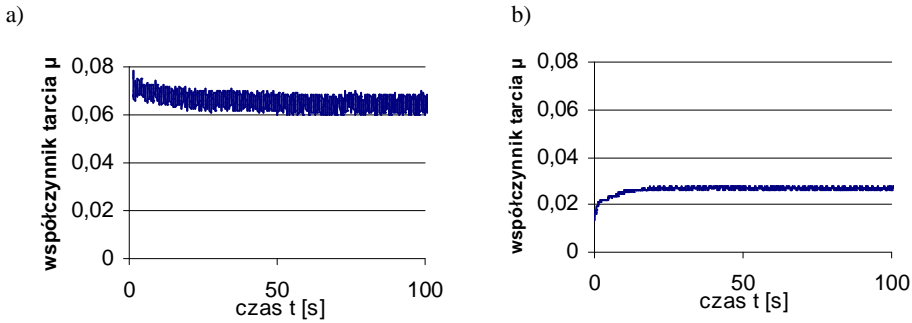 a)
współczynnik tarcia μ
0,08
0,06
0,04
0,02
0
0 50 100
czas t [s]
b)
współczynnik tarcia μ
0,08
0,06
0,04
0,02
0
0 50 100
czas t [s]